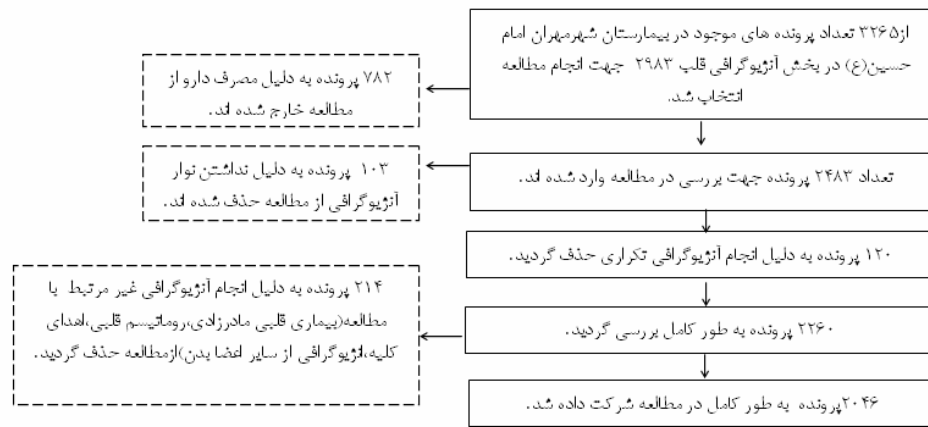 از۳۲۶۵ تعداد پرونده های موجود در بیمارستان شهرمهران امام
حسین(ع) در بخش آنژیوگرافی قلب ۲۹۸۳ جهت انجام مطالعه
انتخاب شد.
۷۸۲ پرونده به دلیل مصرف دارو از
مطالعه خارج شده اند.
تعداد ۲۴۸۳ پرونده جهت بررسی در مطالعه وارد شده اند.
۱۰۳ پرونده به دلیل نداشتن نوار
آنژیوگرافی از مطالعه حذف شده اند.
۱۲۰ پرونده به دلیل انجام آنژیوگرافی تکراری حذف گردید.
۲۲۶۰ پرونده به طور کامل بررسی گردید.
۲۱۴ پرونده به دلیل انجام آنژیوگرافی غیر مرتبط با
مطالعه(بیماری قلبی مادرزادی،روماتیسم قلبی،اهدای
کلیه،انژیوگرافی از سایر اعضا بدن)ازمطالعه حذف گردید.
۲۰۴۶پرونده به طور کامل در مطالعه شرکت داده شد.